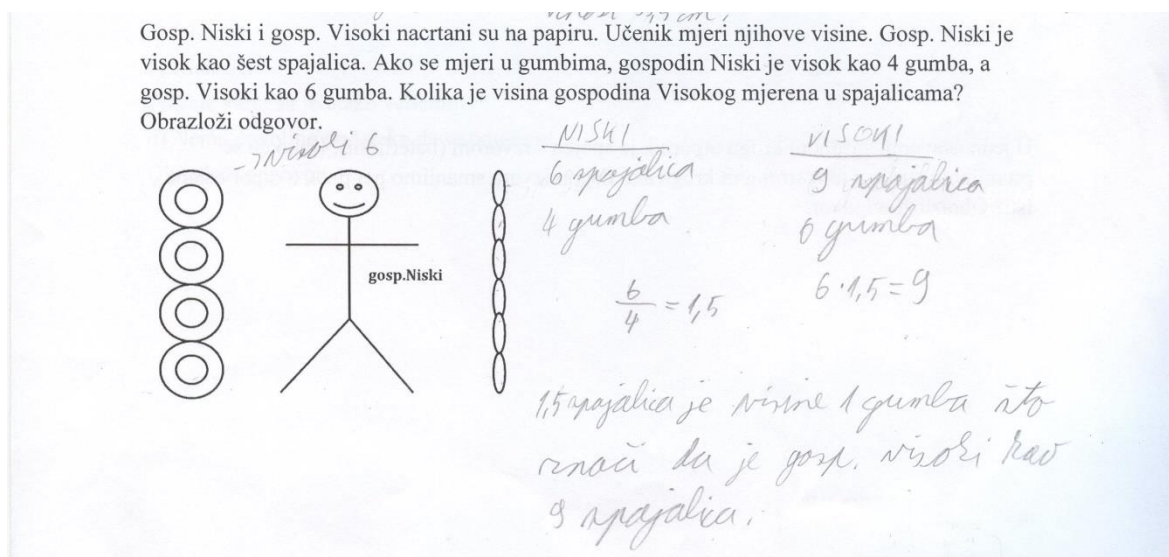 Gosp. Niski i gosp. Visoki nacrtani su na papiru. Učenik mjeri njihove visine. Gosp. Niski je
visok kao šest spajalica. Ako se mjeri u gumbima, gospodin Niski je visok kao 4 gumba, a
gosp. Visoki kao 6 gumba. Kolika je visina gospodina Visokog mjerena u spajalicama?
Obrazloži odgovor.
visoki 6
NISKI
6 spajalica
4 gumba
6/4 = 1,5
VISOKI
9 spajalica
6 gumba
6·1,5=9
gosp.Niski
1,5 spajalica je visine 1 gumba što
znači da je gosp. visoki kao
9 spajalica.